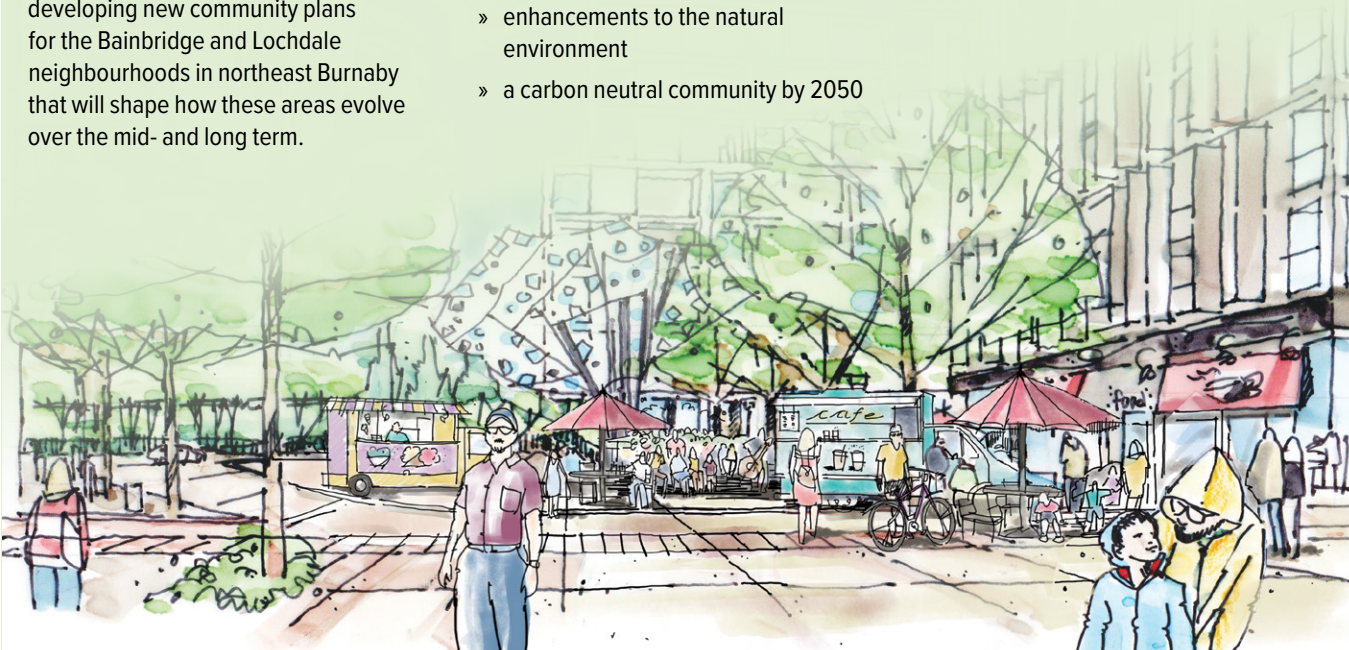 developing new community plans
for the Bainbridge and Lochdale
neighbourhoods in northeast Burnaby
that will shape how these areas evolve
over the mid- and long term.
» enhancements to the natural
environment
» a carbon neutral community by 2050
cafe
food